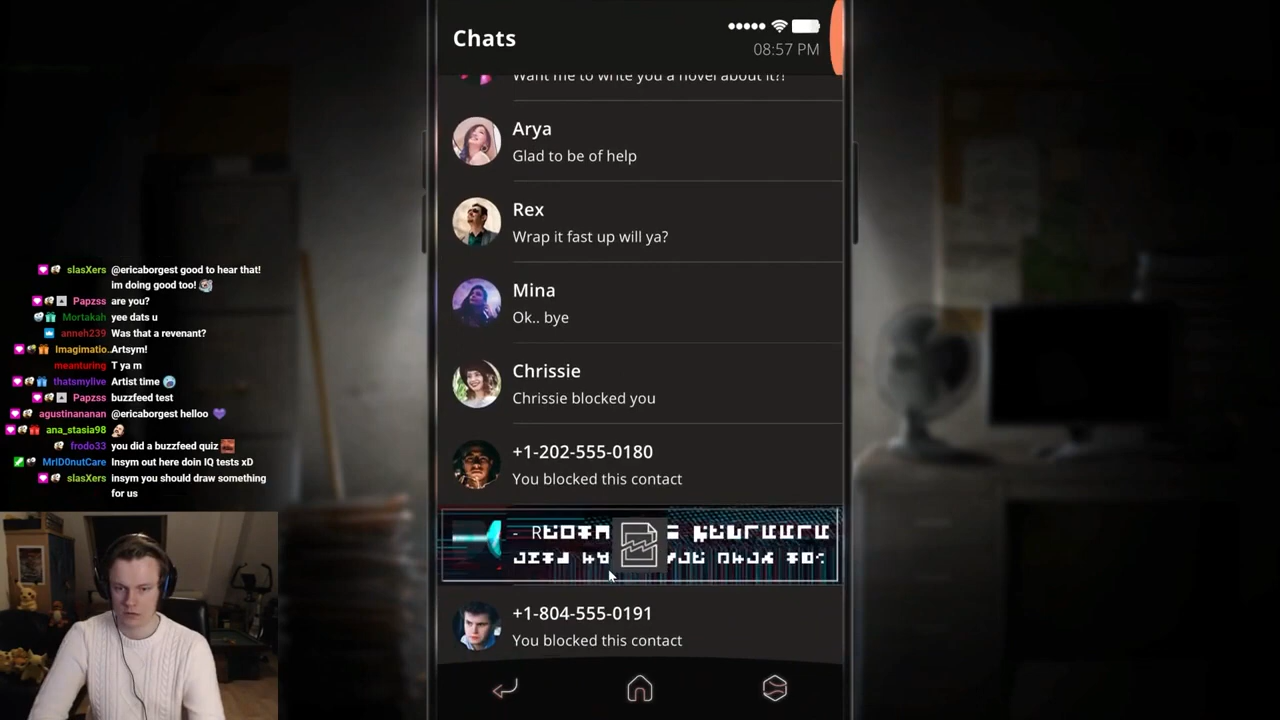 Chats
08:57 PM
Want me to write you a novel about it?!
Arya
Glad to be of help
Rex
Wrap it fast up will ya?
Mina
Ok.. bye
Chrissie
Chrissie blocked you
+1-202-555-0180
You blocked this contact
+1-804-555-0191
You blocked this contact
slasXers @ericaborgest good to hear that!
im doing good too!
Papzss are you?
Mortakah yee dats u
anneh239 Was that a revenant?
Imagimatio.. Artsym!
meanturing T ya m
thatsmylive Artist time
Papzss buzzfeed test
agustinananan @ericaborgest helloo
ana_stasia98
frodo33 you did a buzzfeed quiz
MrID0nutCare Insym out here doin IQ tests xD
slasXers Insym you should draw something
for us